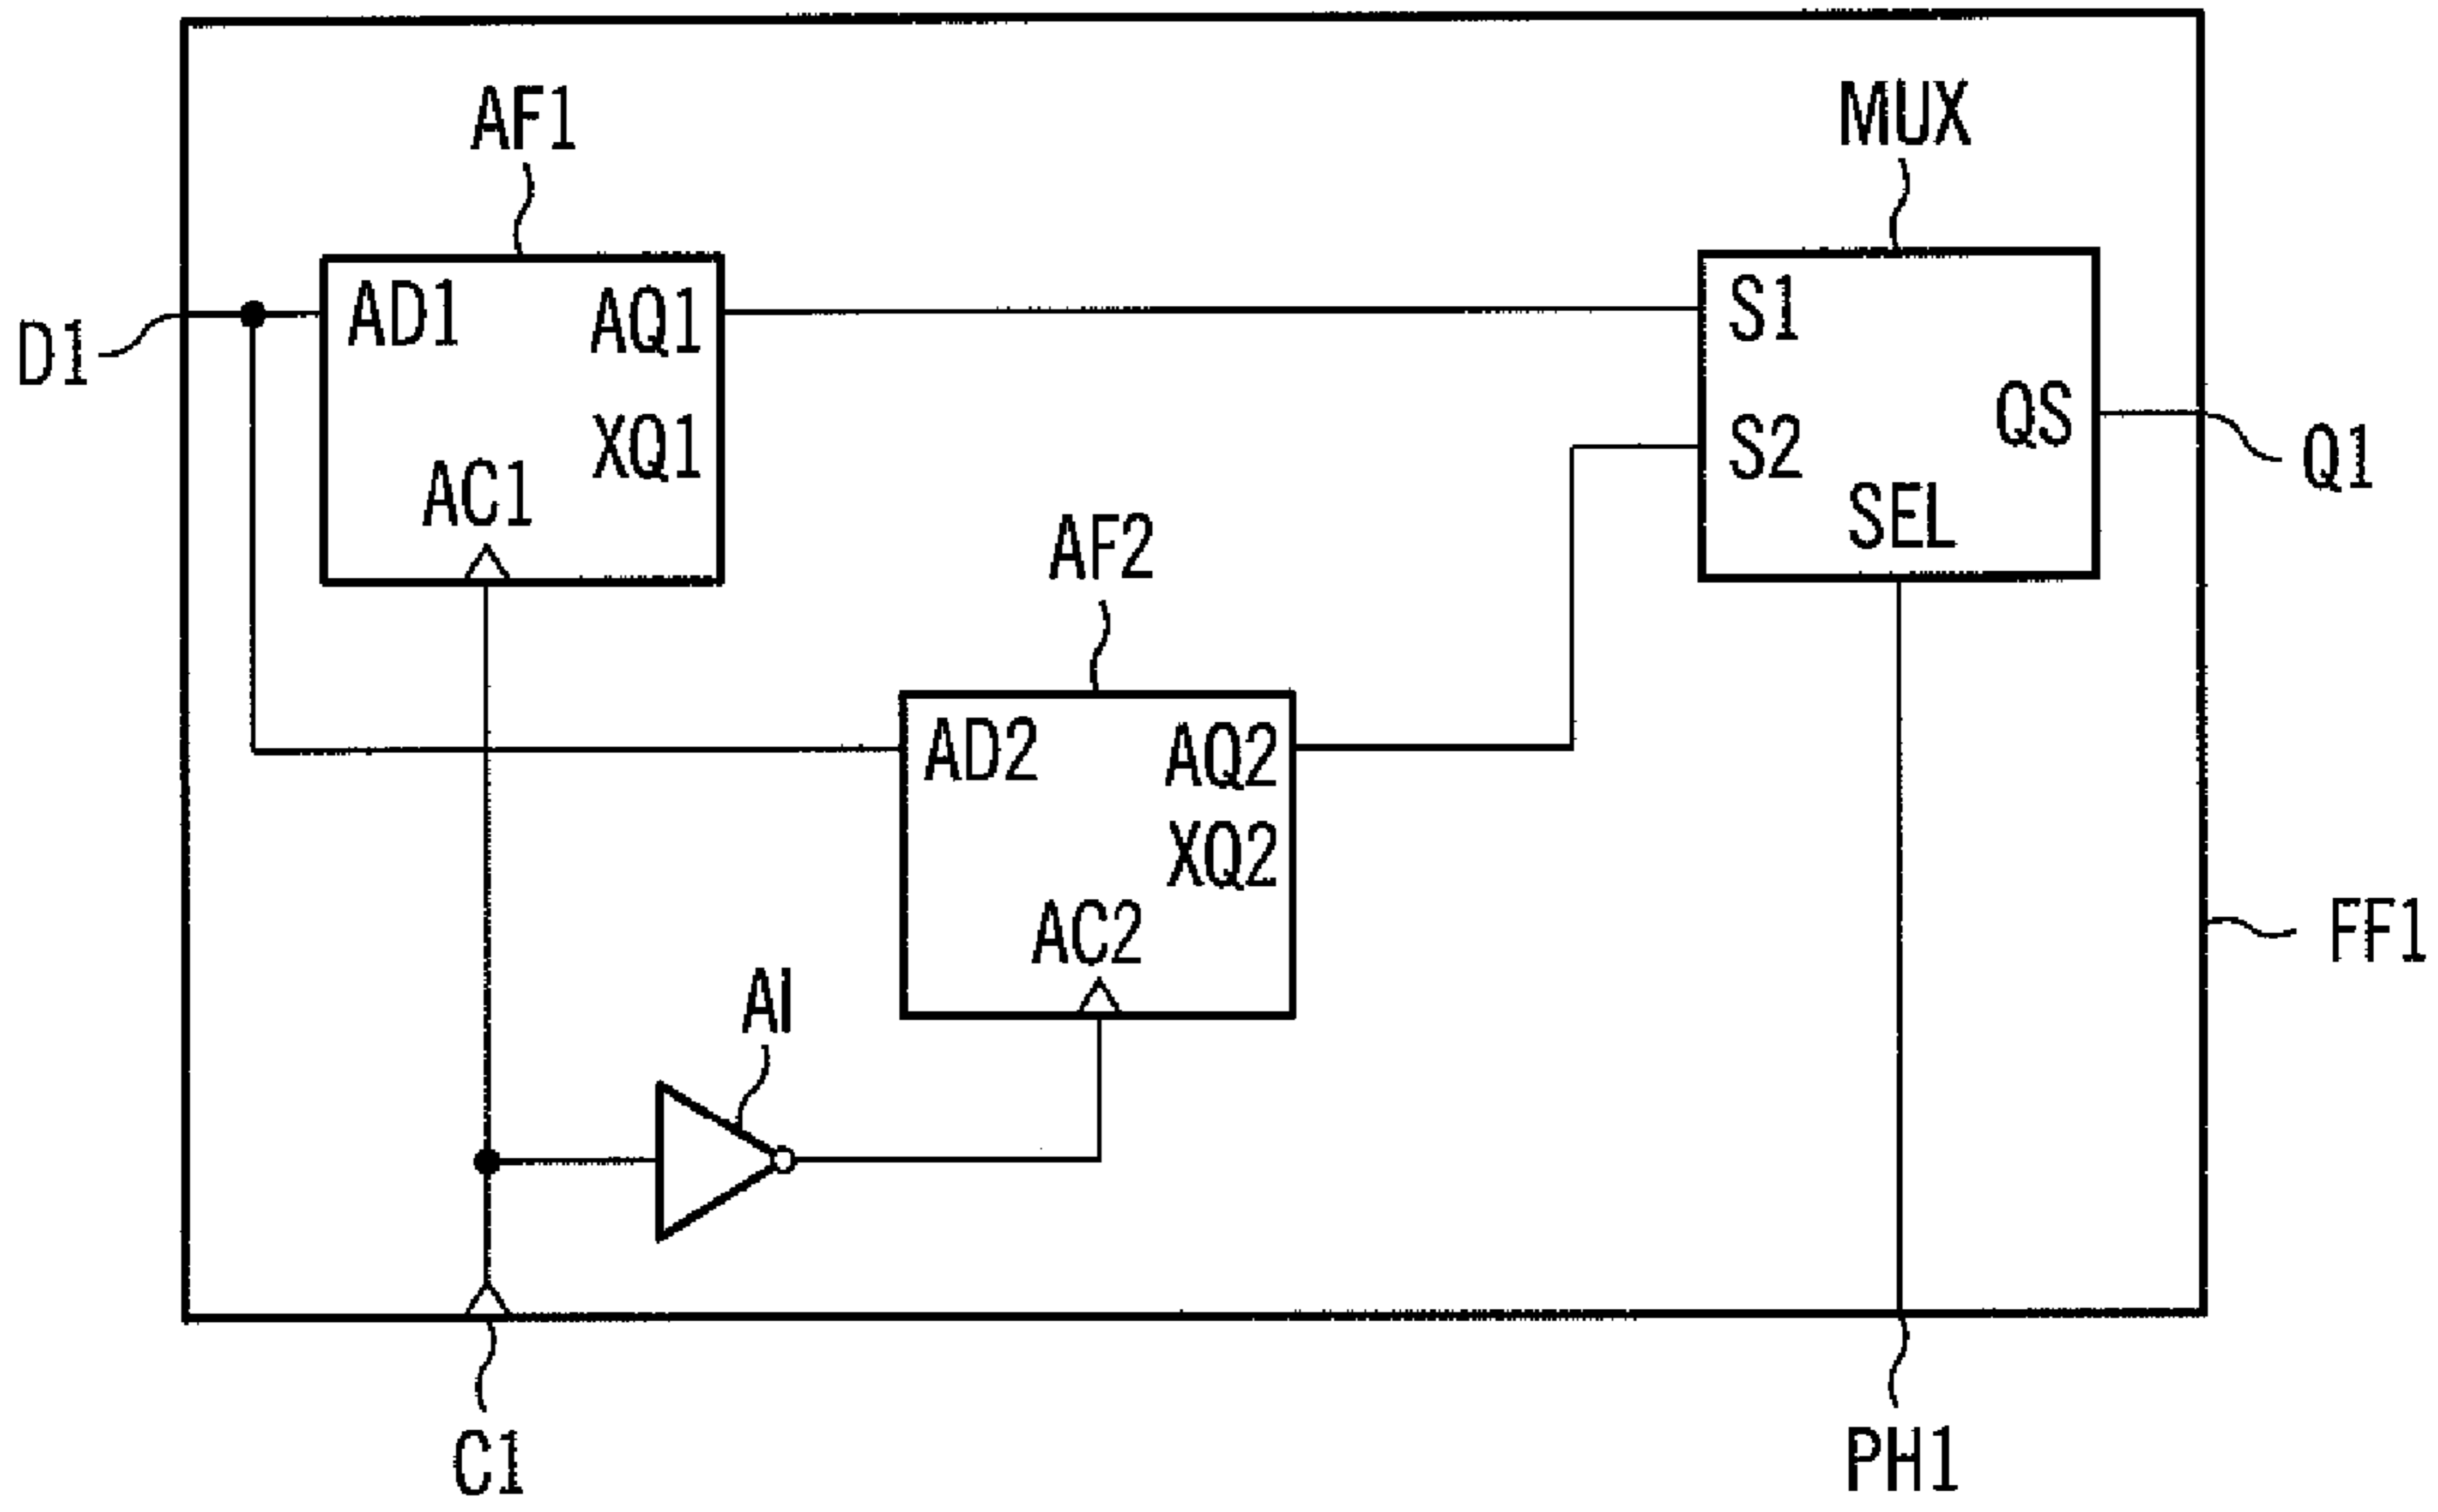 AF1
MUX
D1
AD1
AQ1
XQ1
AC1
S1
S2
QS
SEL
Q1
AF2
AD2
AQ2
XQ2
AC2
AI
FF1
C1
PH1